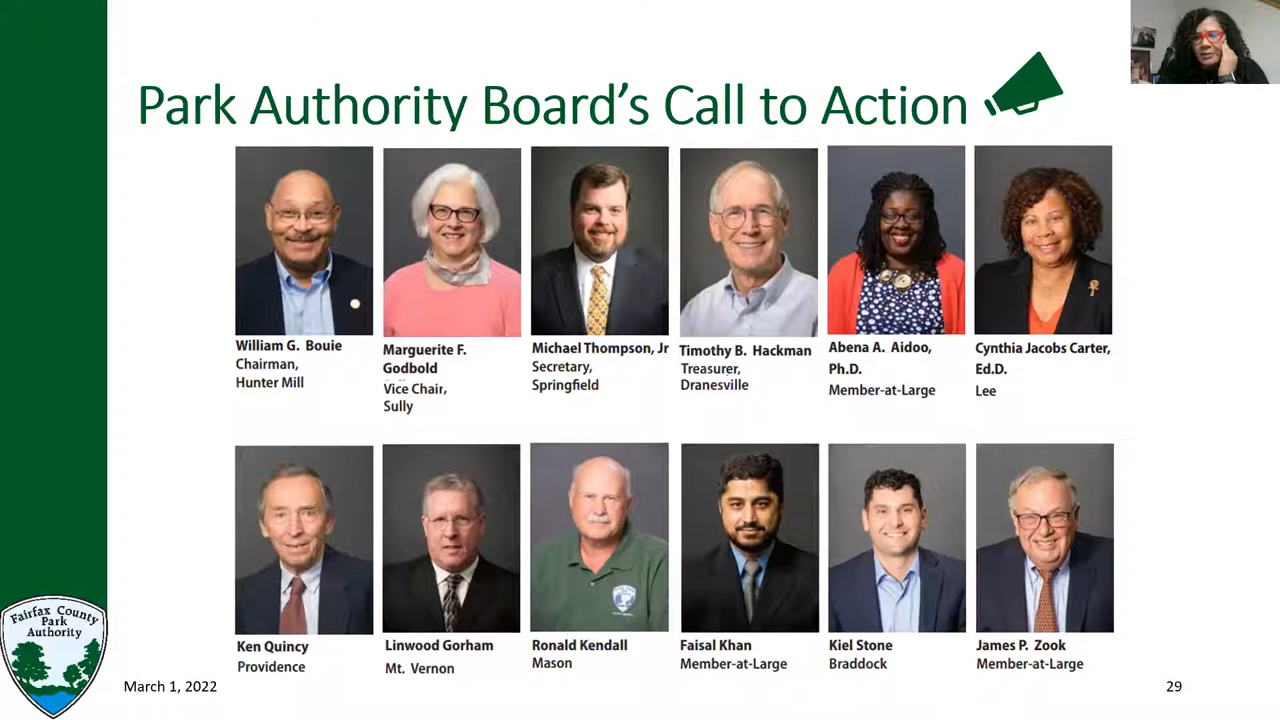 Park Authority Board's Call to Action
William G. Bouie
Chairman,
Hunter Mill
Marguerite F.
Godbold
Vice Chair,
Sully
Michael Thompson, Jr
Secretary,
Springfield
Timothy B. Hackman
Treasurer,
Dranesville
Abena A. Aidoo,
Ph.D.
Member-at-Large
Cynthia Jacobs Carter,
Ed.D.
Lee
Ken Quincy
Providence
Linwood Gorham
Mt. Vernon
Ronald Kendall
Mason
Faisal Khan
Member-at-Large
Kiel Stone
Braddock
James P. Zook
Member-at-Large
Fairfax County
Park
Authority
March 1, 2022
29